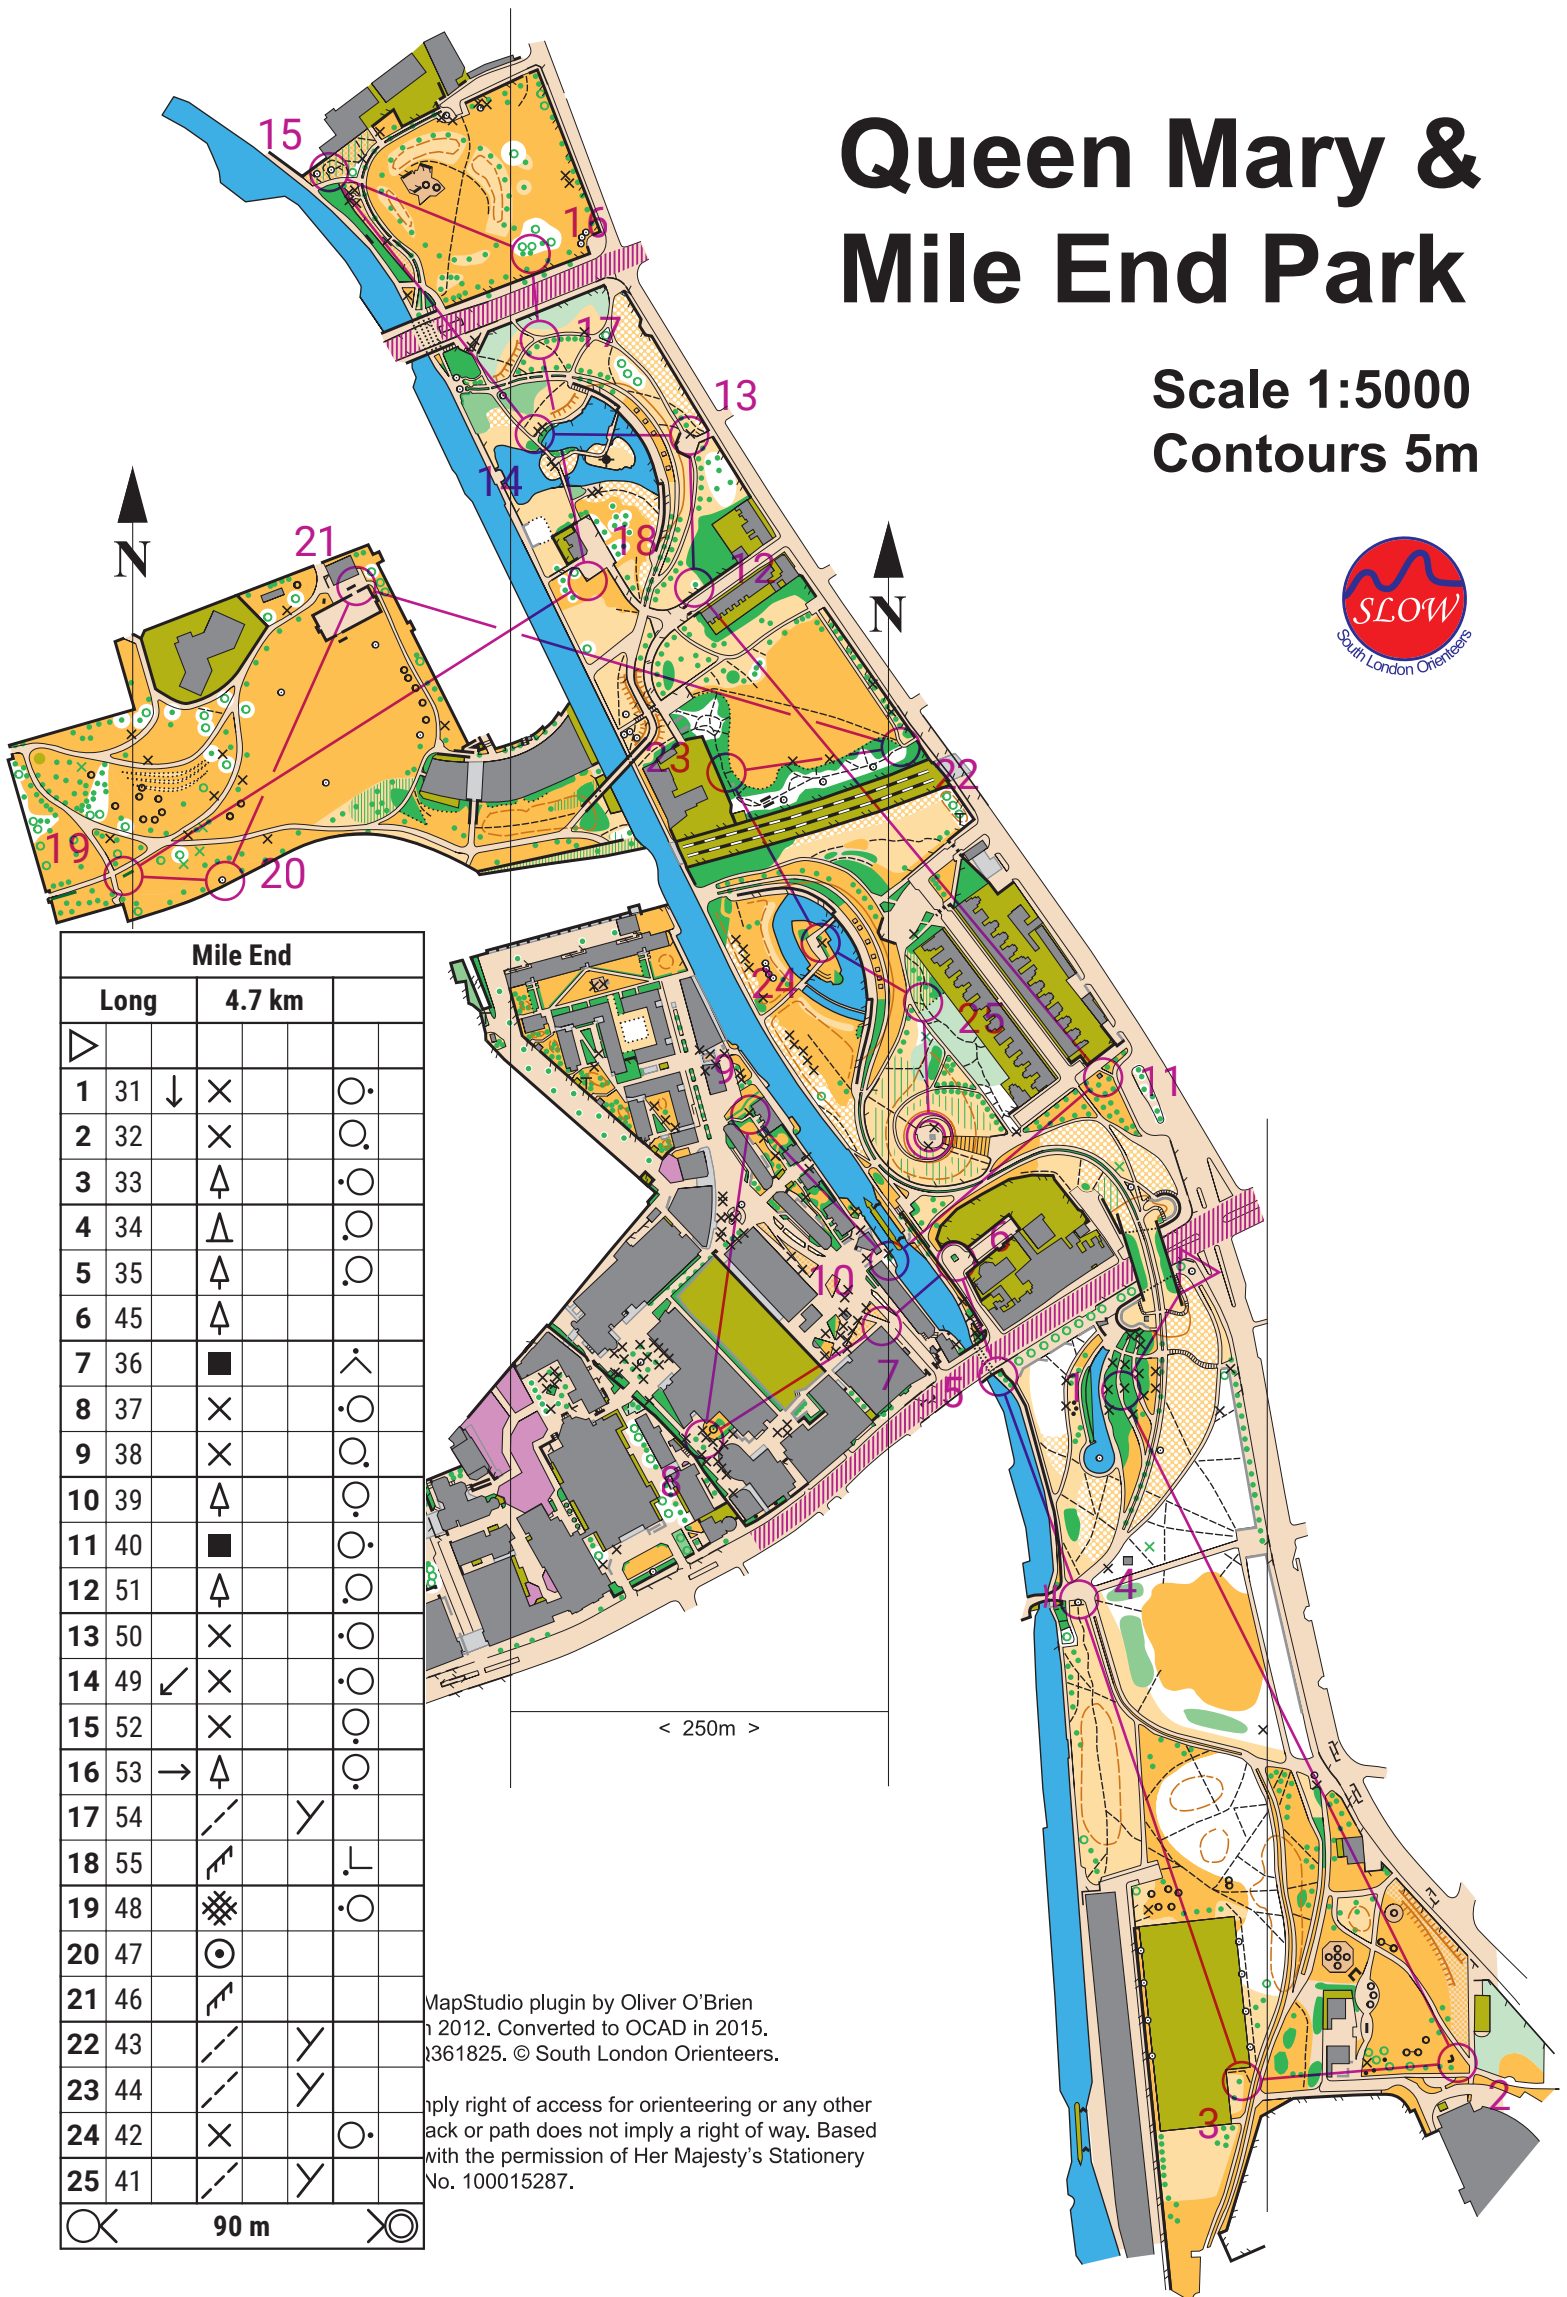 Queen Mary &
Mile End Park
Scale 1:5000
Contours 5m
SLOW
South London Orienteers
N
N
15
16
17
13
14
18
12
21
23
22
19
20
24
25
9
11
6
10
7
5
1
8
4
3
2
< 250m >
Mile End
Long 4.7 km
1 31
2 32
3 33
4 34
5 35
6 45
7 36
8 37
9 38
10 39
11 40
12 51
13 50
14 49
15 52
16 53
17 54
18 55
19 48
20 47
21 46
22 43
23 44
24 42
25 41
90 m
MapStudio plugin by Oliver O'Brien
2012. Converted to OCAD in 2015.
361825. © South London Orienteers.
right of access for orienteering or any other
or path does not imply a right of way. Based
with the permission of Her Majesty's Stationery
No. 100015287.